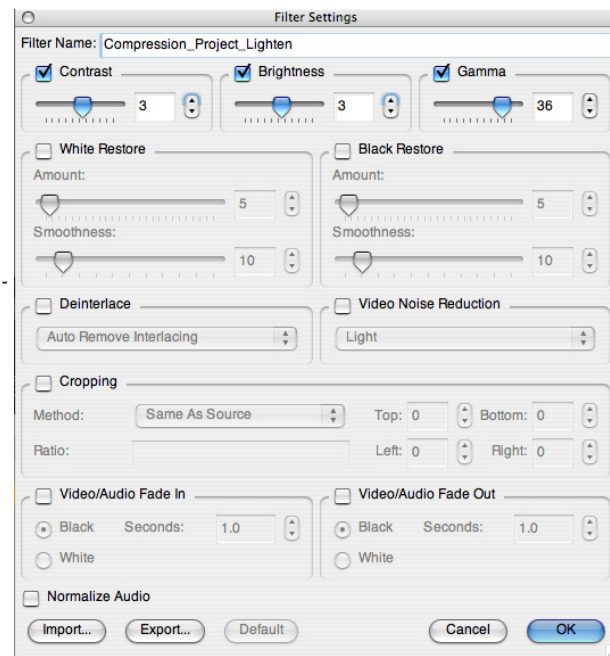 Filter Settings
Filter Name: Compression_Project_Lighten
Contrast Brightness Gamma
3 3 36
White Restore Black Restore
Amount: Amount:
5 5
Smoothness: Smoothness:
10 10
Deinterlace Video Noise Reduction
Auto Remove Interlacing Light
Cropping
Method: Same As Source Top: 0 Bottom: 0
Ratio: Left: 0 Right: 0
Video/Audio Fade In Video/Audio Fade Out
Black Seconds: 1.0 Black Seconds: 1.0
White White
Normalize Audio
Import... Export... Default Cancel OK